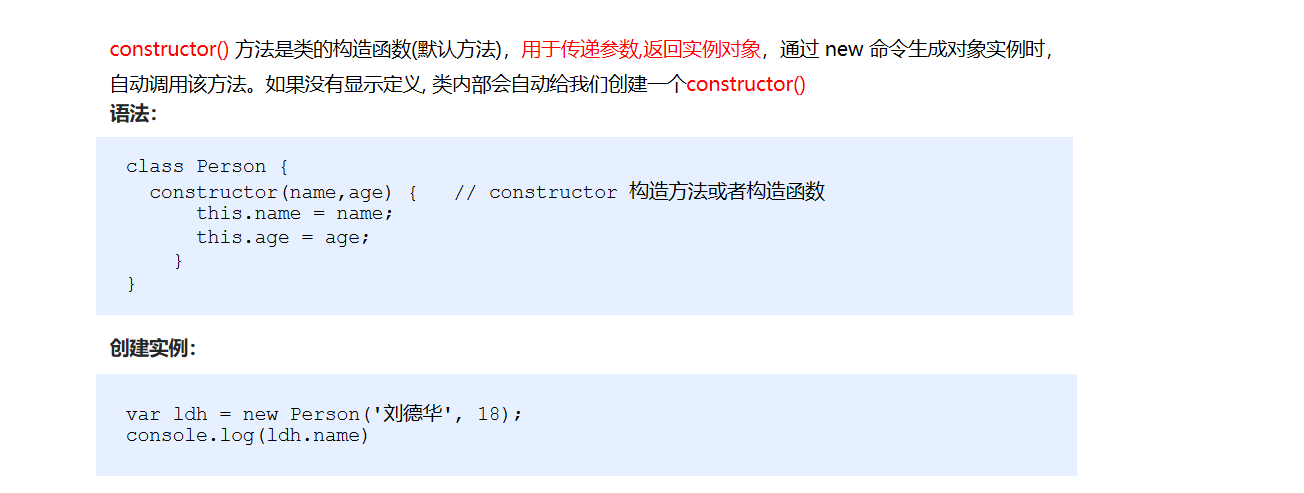 constructor() 方法是类的构造函数(默认方法)，用于传递参数,返回实例对象，通过 new 命令生成对象实例时，
自动调用该方法。如果没有显示定义, 类内部会自动给我们创建一个constructor()
语法：
class Person {
  constructor(name,age) {   // constructor 构造方法或者构造函数
      this.name = name;
      this.age = age;
    }
}
创建实例：
var ldh = new Person('刘德华', 18);
console.log(ldh.name)